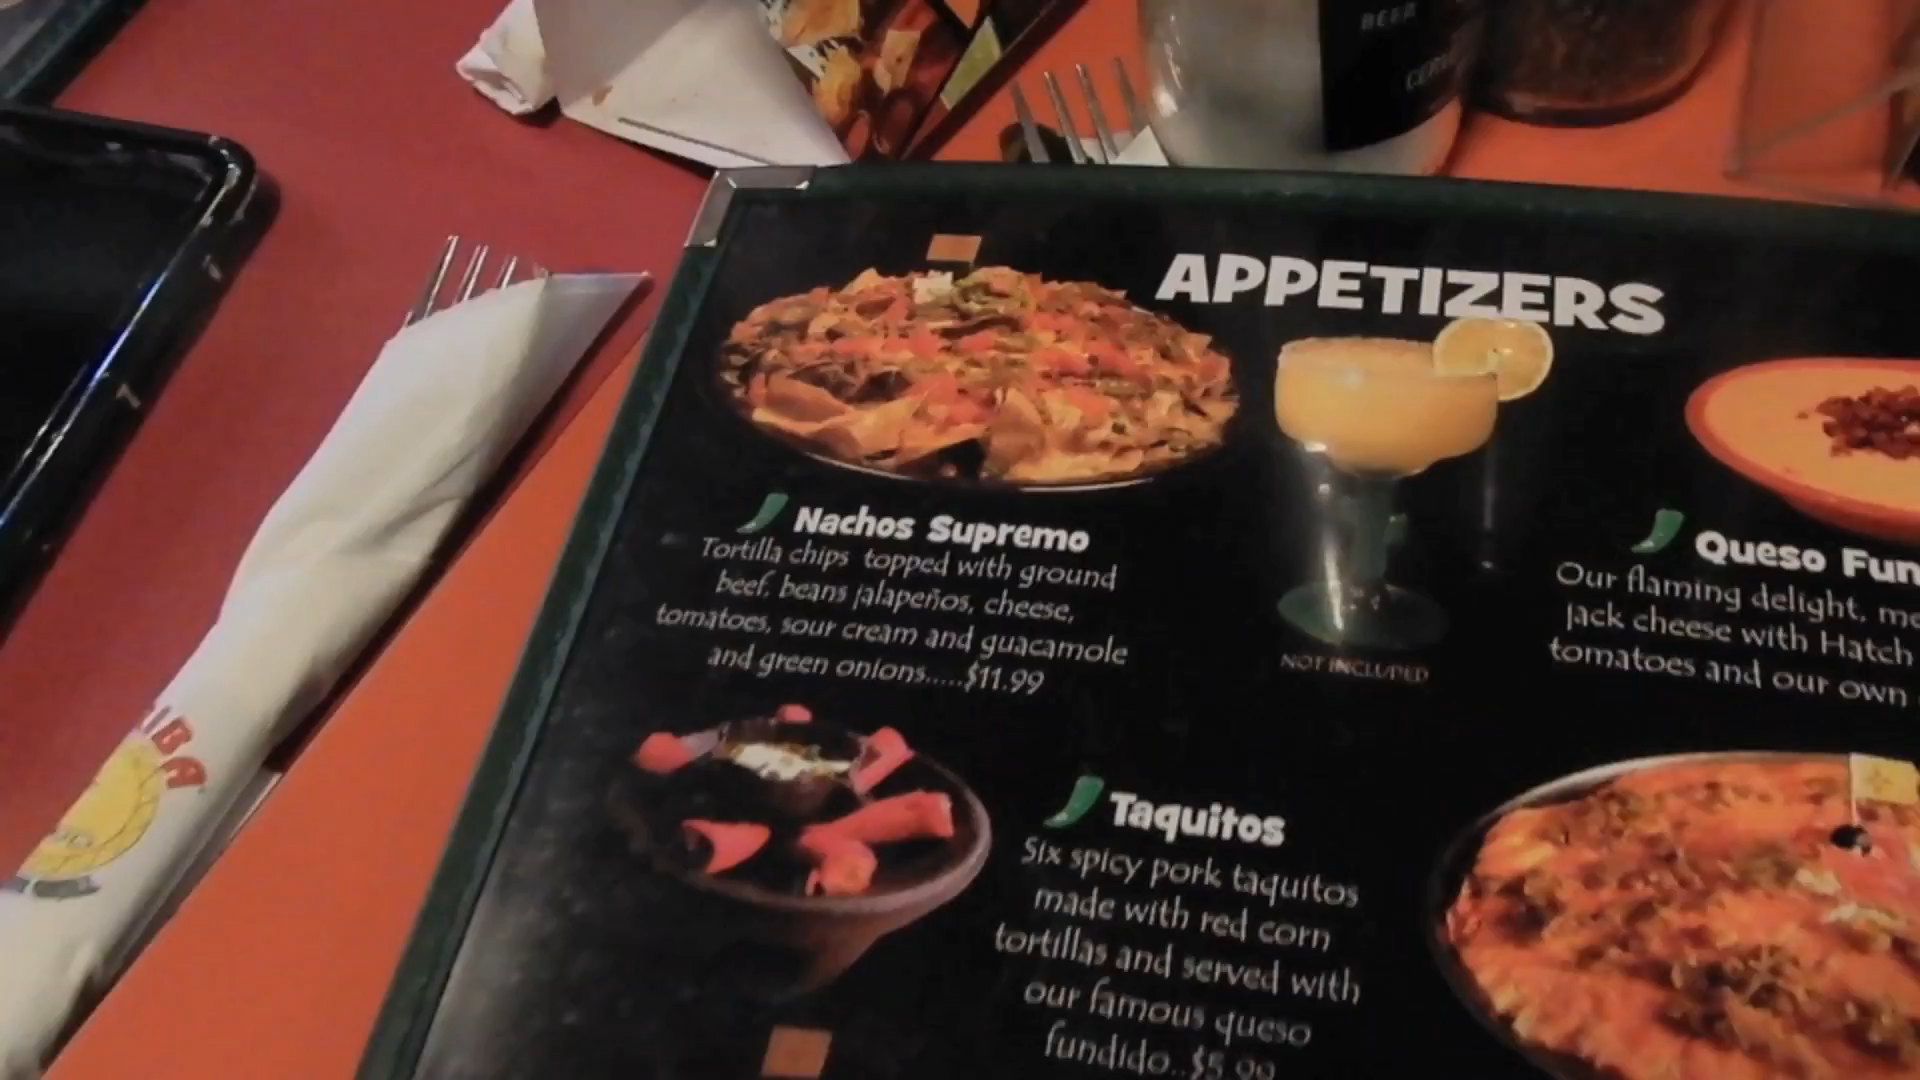 BEER
APPETIZERS
Nachos Supremo
Tortilla chips topped with ground
beef, beans jalapeños, cheese,
tomatoes, sour cream and guacamole
and green onions.....$11.99
NOT INCLUDED
Queso Fun
Our flaming delight,
Jack cheese with Hatch
tomatoes and our own
Taquitos
Six spicy pork taquitos
made with red corn
tortillas and served with
our famous queso
fundido..$5.99